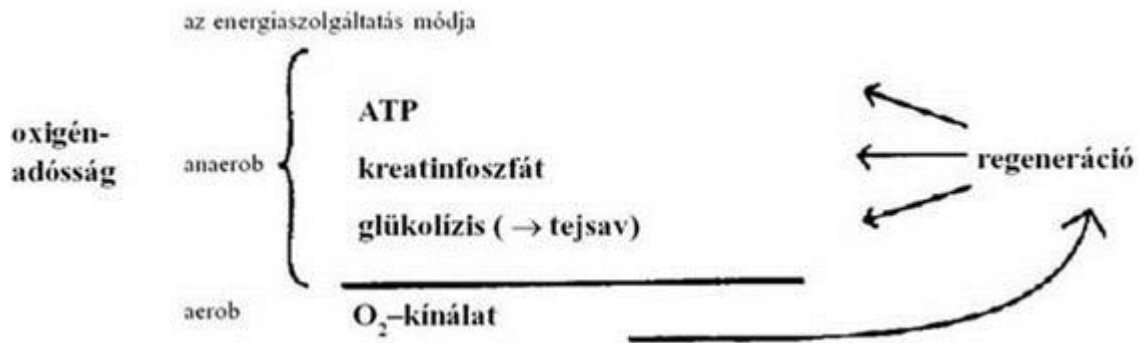 az energiaszolgáltatás módja
oxigén-
adósság
anaerob
ATP
kreatinfoszfát
glükolízis ( → tejsav)
regeneráció
aerob
O₂–kínálat